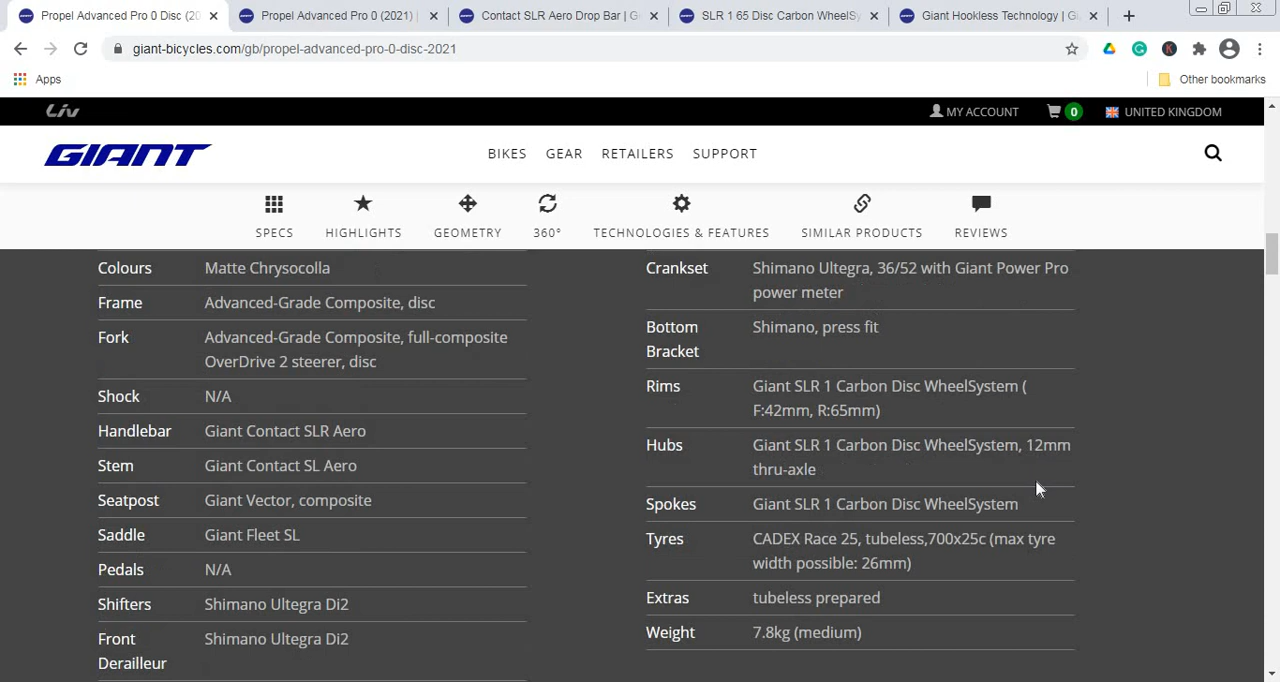 Propel Advanced Pro 0 Disc (20
Propel Advanced Pro 0 (2021) |
Contact SLR Aero Drop Bar | G
SLR 1 65 Disc Carbon WheelSy
Giant Hookless Technology | G
giant-bicycles.com/gb/propel-advanced-pro-0-disc-2021
Apps
Other bookmarks
Liv
MY ACCOUNT
0
UNITED KINGDOM
GIANT
BIKES
GEAR
RETAILERS
SUPPORT
SPECS
HIGHLIGHTS
GEOMETRY
360°
TECHNOLOGIES & FEATURES
SIMILAR PRODUCTS
REVIEWS
Colours Matte Chrysocolla
Frame Advanced-Grade Composite, disc
Fork Advanced-Grade Composite, full-composite
OverDrive 2 steerer, disc
Shock N/A
Handlebar Giant Contact SLR Aero
Stem Giant Contact SL Aero
Seatpost Giant Vector, composite
Saddle Giant Fleet SL
Pedals N/A
Shifters Shimano Ultegra Di2
Front Shimano Ultegra Di2
Derailleur
Crankset Shimano Ultegra, 36/52 with Giant Power Pro
power meter
Bottom Shimano, press fit
Bracket
Rims Giant SLR 1 Carbon Disc WheelSystem (
F:42mm, R:65mm)
Hubs Giant SLR 1 Carbon Disc WheelSystem, 12mm
thru-axle
Spokes Giant SLR 1 Carbon Disc WheelSystem
Tyres CADEX Race 25, tubeless,700x25c (max tyre
width possible: 26mm)
Extras tubeless prepared
Weight 7.8kg (medium)